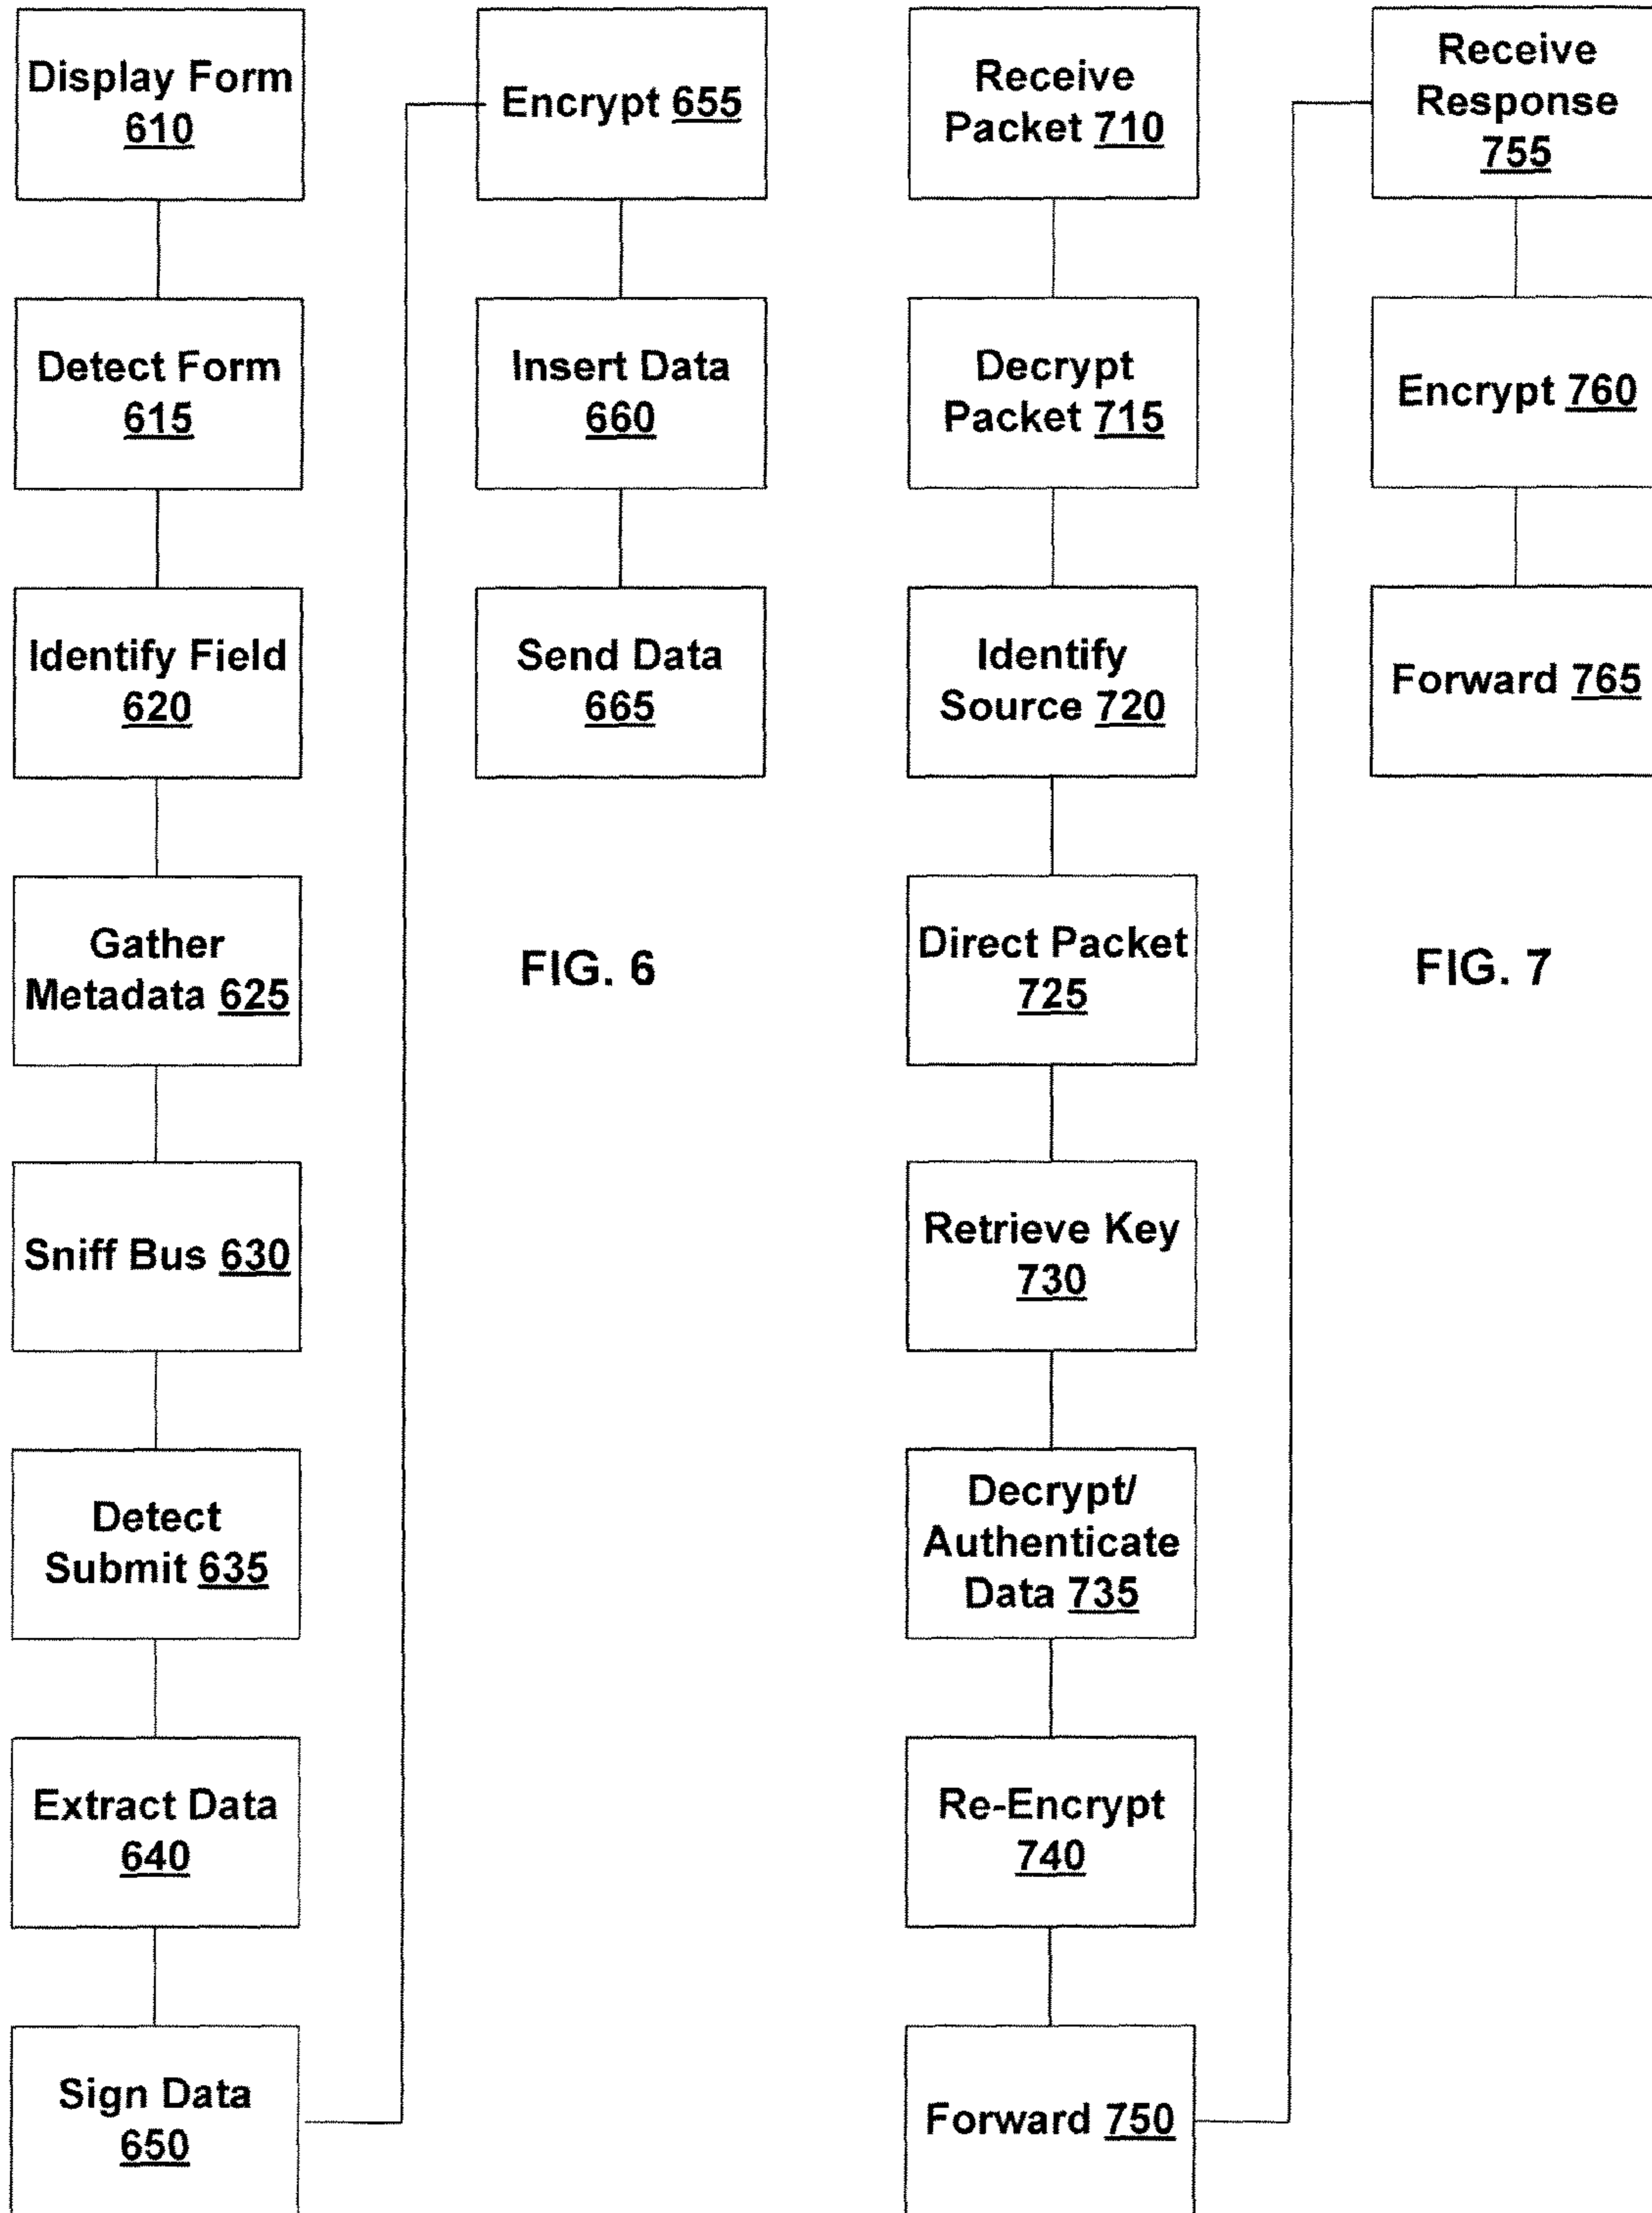 Display Form
610
Detect Form
615
Identify Field
620
Gather
Metadata 625
Sniff Bus 630
Detect
Submit 635
Extract Data
640
Sign Data
650
Encrypt 655
Insert Data
660
Send Data
665
FIG. 6
Receive
Packet 710
Decrypt
Packet 715
Identify
Source 720
Direct Packet
725
Retrieve Key
730
Decrypt/
Authenticate
Data 735
Re-Encrypt
740
Forward 750
Receive
Response
755
Encrypt 760
Forward 765
FIG. 7